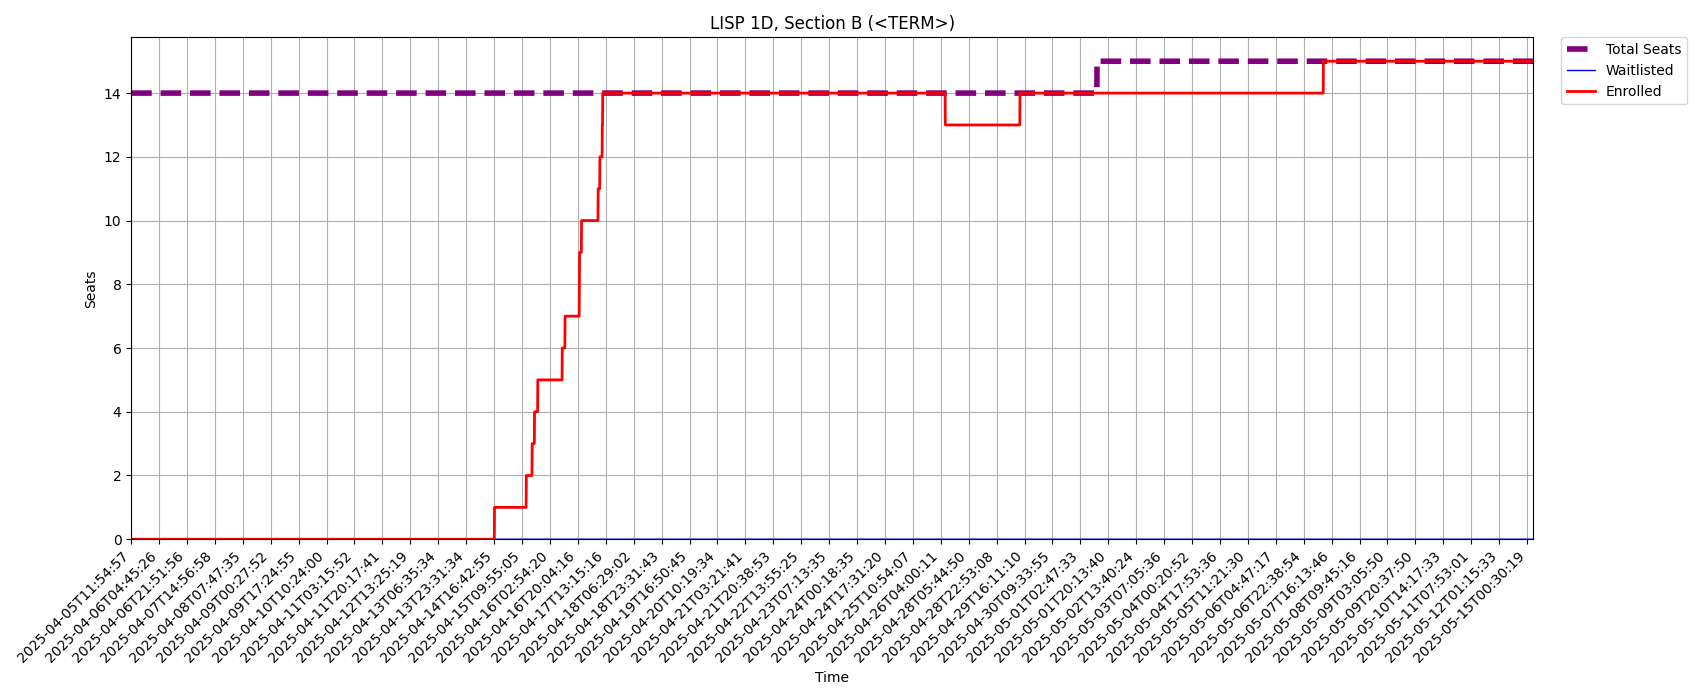 LISP 1D, Section B (<TERM>)
Total Seats
Waitlisted
Enrolled
Seats
14
12
10
8
6
4
2
0
2025-04-05T11:54:57
2025-04-06T04:45:26
2025-04-06T21:51:56
2025-04-07T14:56:58
2025-04-08T07:47:35
2025-04-09T00:27:52
2025-04-09T17:24:55
2025-04-10T10:24:00
2025-04-11T03:15:52
2025-04-11T20:17:41
2025-04-12T13:25:19
2025-04-13T06:35:34
2025-04-13T23:31:34
2025-04-14T16:42:55
2025-04-15T09:55:05
2025-04-16T02:54:20
2025-04-16T20:04:16
2025-04-17T13:15:16
2025-04-18T06:29:02
2025-04-18T23:31:43
2025-04-19T16:50:45
2025-04-20T10:19:34
2025-04-21T03:21:41
2025-04-21T20:38:53
2025-04-22T13:55:25
2025-04-23T07:13:35
2025-04-24T00:18:35
2025-04-24T17:31:20
2025-04-25T10:54:07
2025-04-26T04:00:11
2025-04-28T05:44:50
2025-04-28T22:53:08
2025-04-29T16:11:10
2025-04-30T09:33:55
2025-05-01T02:47:33
2025-05-01T20:13:40
2025-05-02T13:40:24
2025-05-03T07:05:36
2025-05-04T00:20:52
2025-05-04T17:53:36
2025-05-05T11:21:30
2025-05-06T04:47:17
2025-05-06T22:38:54
2025-05-07T16:13:46
2025-05-08T09:45:16
2025-05-09T03:05:50
2025-05-09T20:37:50
2025-05-10T14:17:33
2025-05-11T07:53:01
2025-05-12T01:15:33
2025-05-15T00:30:19
Time